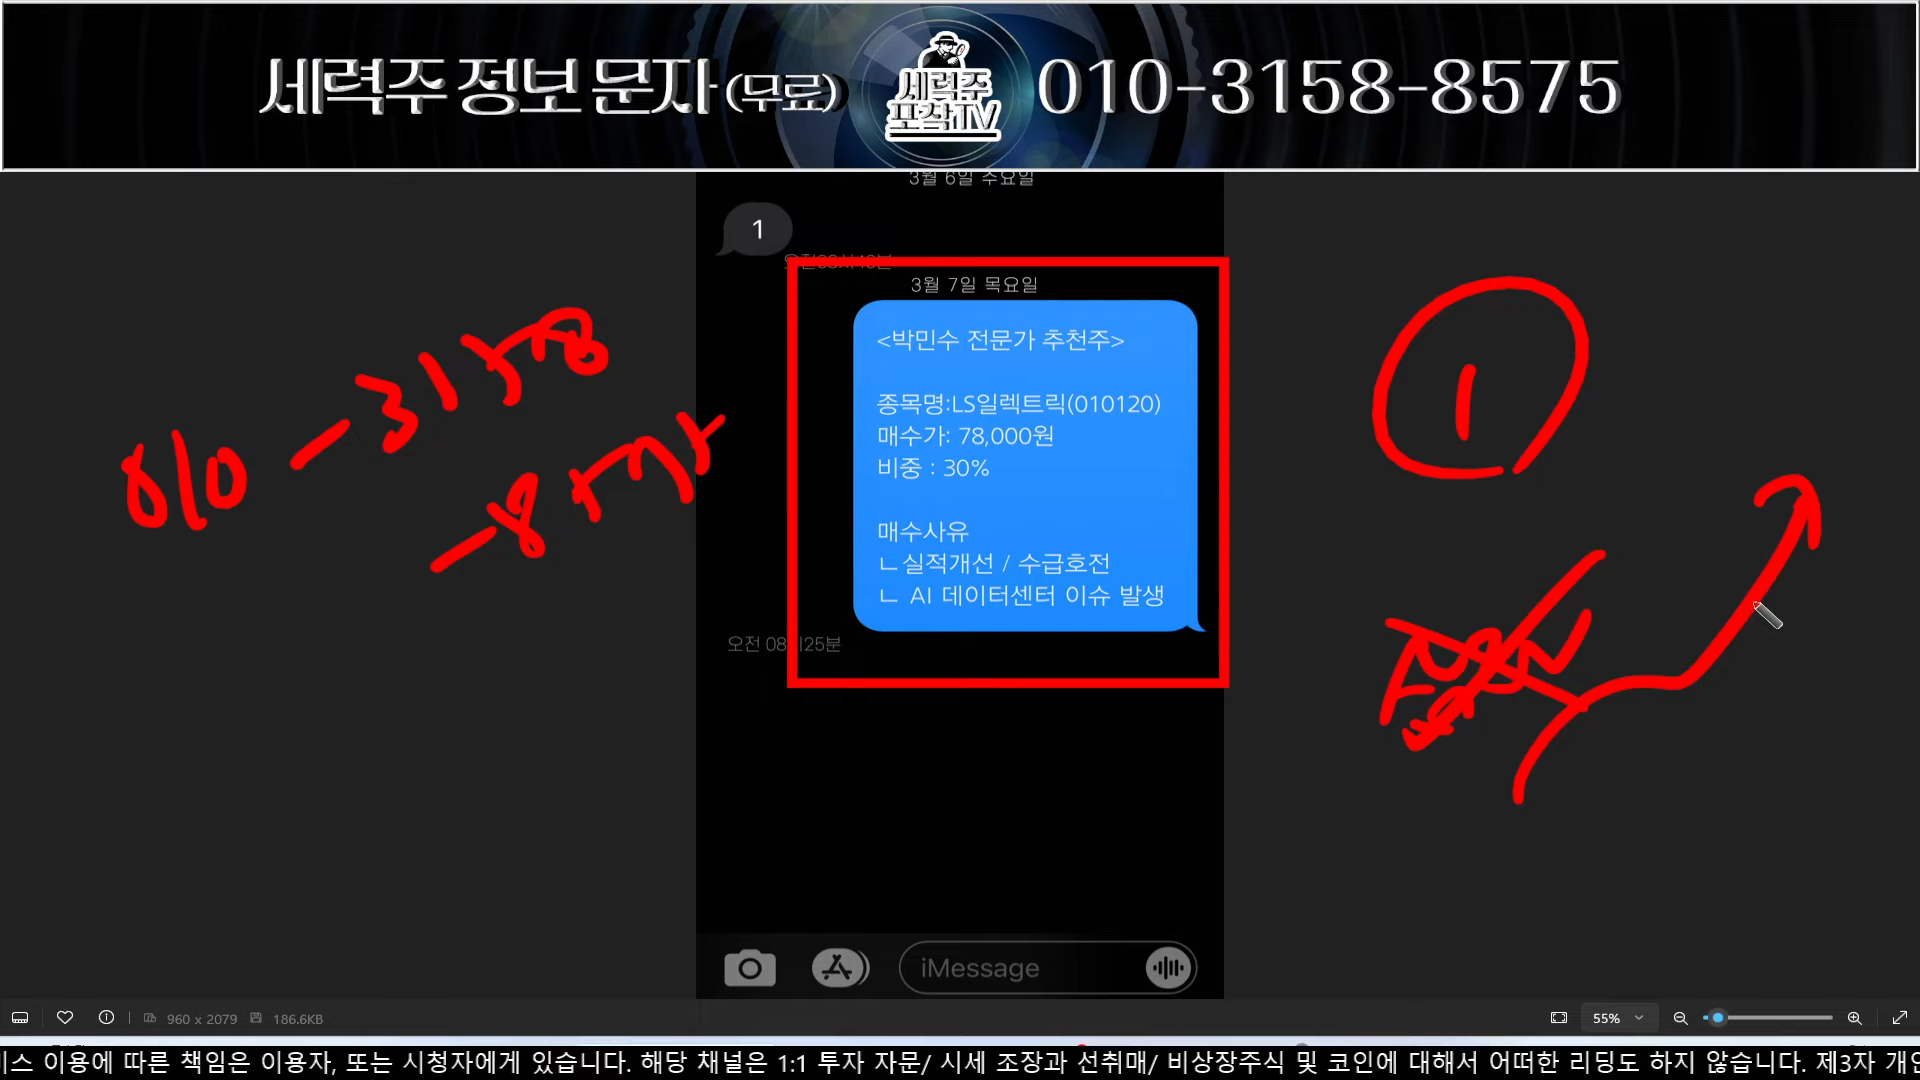 세력주 정보 문자 (무료)
세력주
포착TV
010-3158-8575
3월 6일 수요일
1
3월 7일 목요일
<박민수 전문가 추천주>
종목명:LS일렉트릭(010120)
매수가: 78,000원
비중 : 30%
매수사유
ㄴ실적개선 / 수급호전
ㄴ AI 데이터센터 이슈 발생
오전 08시25분
010-3158
-8575
1
iMessage
960 x 2079
186.6KB
55%
비스 이용에 따른 책임은 이용자, 또는 시청자에게 있습니다. 해당 채널은 1:1 투자 자문/ 시세 조장과 선취매/ 비상장주식 및 코인에 대해서 어떠한 리딩도 하지 않습니다. 제3자 개인